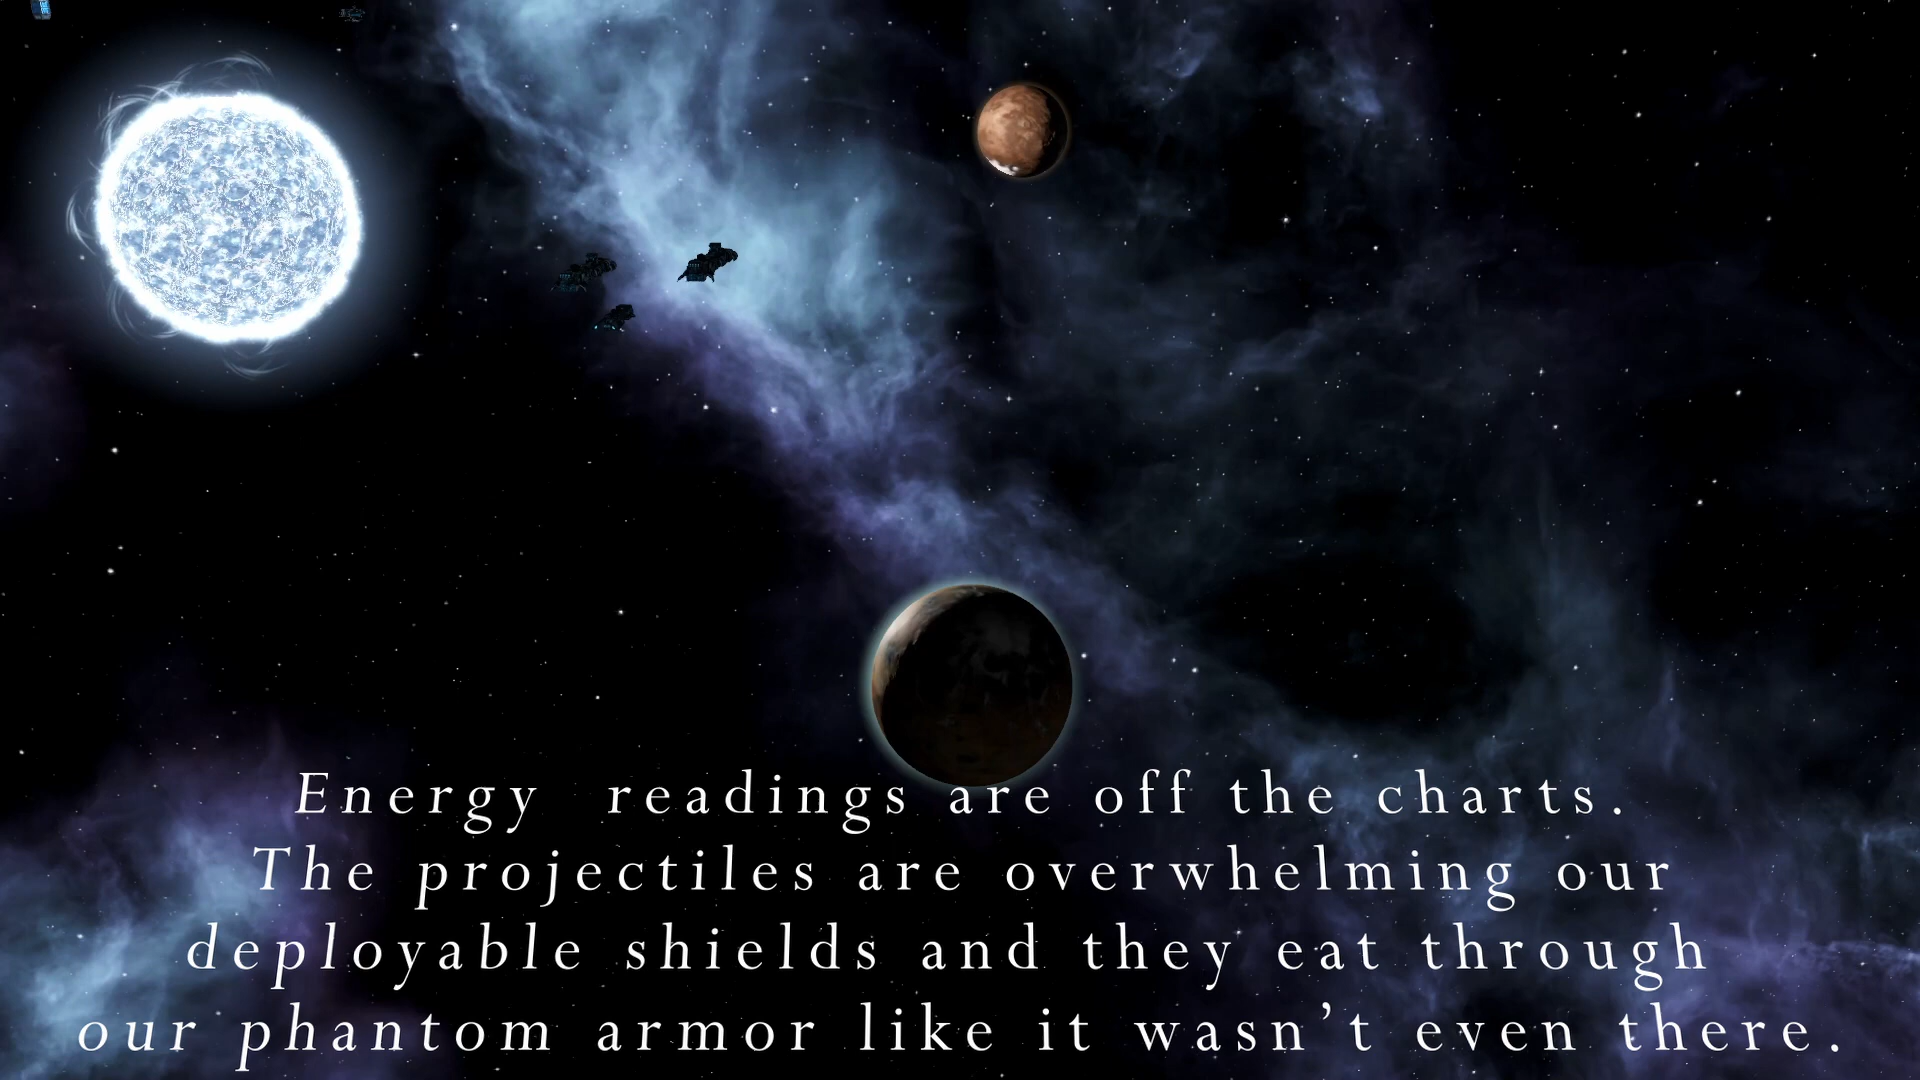 Energy readings are off the charts.
The projectiles are overwhelming our
deployable shields and they eat through
our phantom armor like it wasn’t even there.